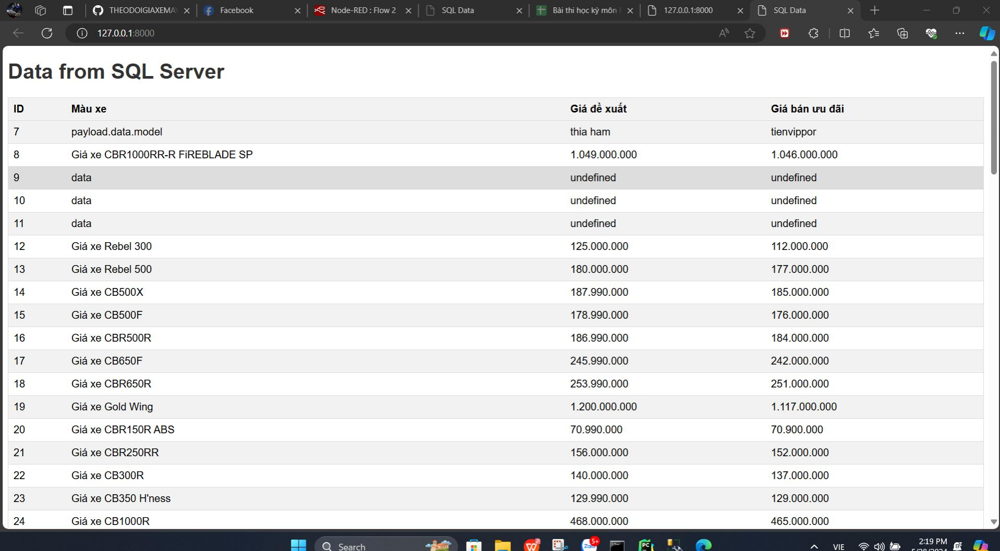 THEODOIGIAXEMAY
Facebook
Node-RED : Flow 2
SQL Data
Bài thi học kỳ môn
127.0.0.1:8000
SQL Data
127.0.0.1:8000
Data from SQL Server
ID Màu xe Giá đề xuất Giá bán ưu đãi
7 payload.data.model thia ham tienvippor
8 Giá xe CBR1000RR-R FiREBLADE SP 1.049.000.000 1.046.000.000
9 data undefined undefined
10 data undefined undefined
11 data undefined undefined
12 Giá xe Rebel 300 125.000.000 112.000.000
13 Giá xe Rebel 500 180.000.000 177.000.000
14 Giá xe CB500X 187.990.000 185.000.000
15 Giá xe CB500F 178.990.000 176.000.000
16 Giá xe CBR500R 186.990.000 184.000.000
17 Giá xe CB650F 245.990.000 242.000.000
18 Giá xe CBR650R 253.990.000 251.000.000
19 Giá xe Gold Wing 1.200.000.000 1.117.000.000
20 Giá xe CBR150R ABS 70.990.000 70.900.000
21 Giá xe CBR250RR 156.000.000 152.000.000
22 Giá xe CB300R 140.000.000 137.000.000
23 Giá xe CB350 H'ness 129.990.000 129.000.000
24 Giá xe CB1000R 468.000.000 465.000.000
Search
5+
Zalo
PC
VIE
2:19 PM
5/28/2024